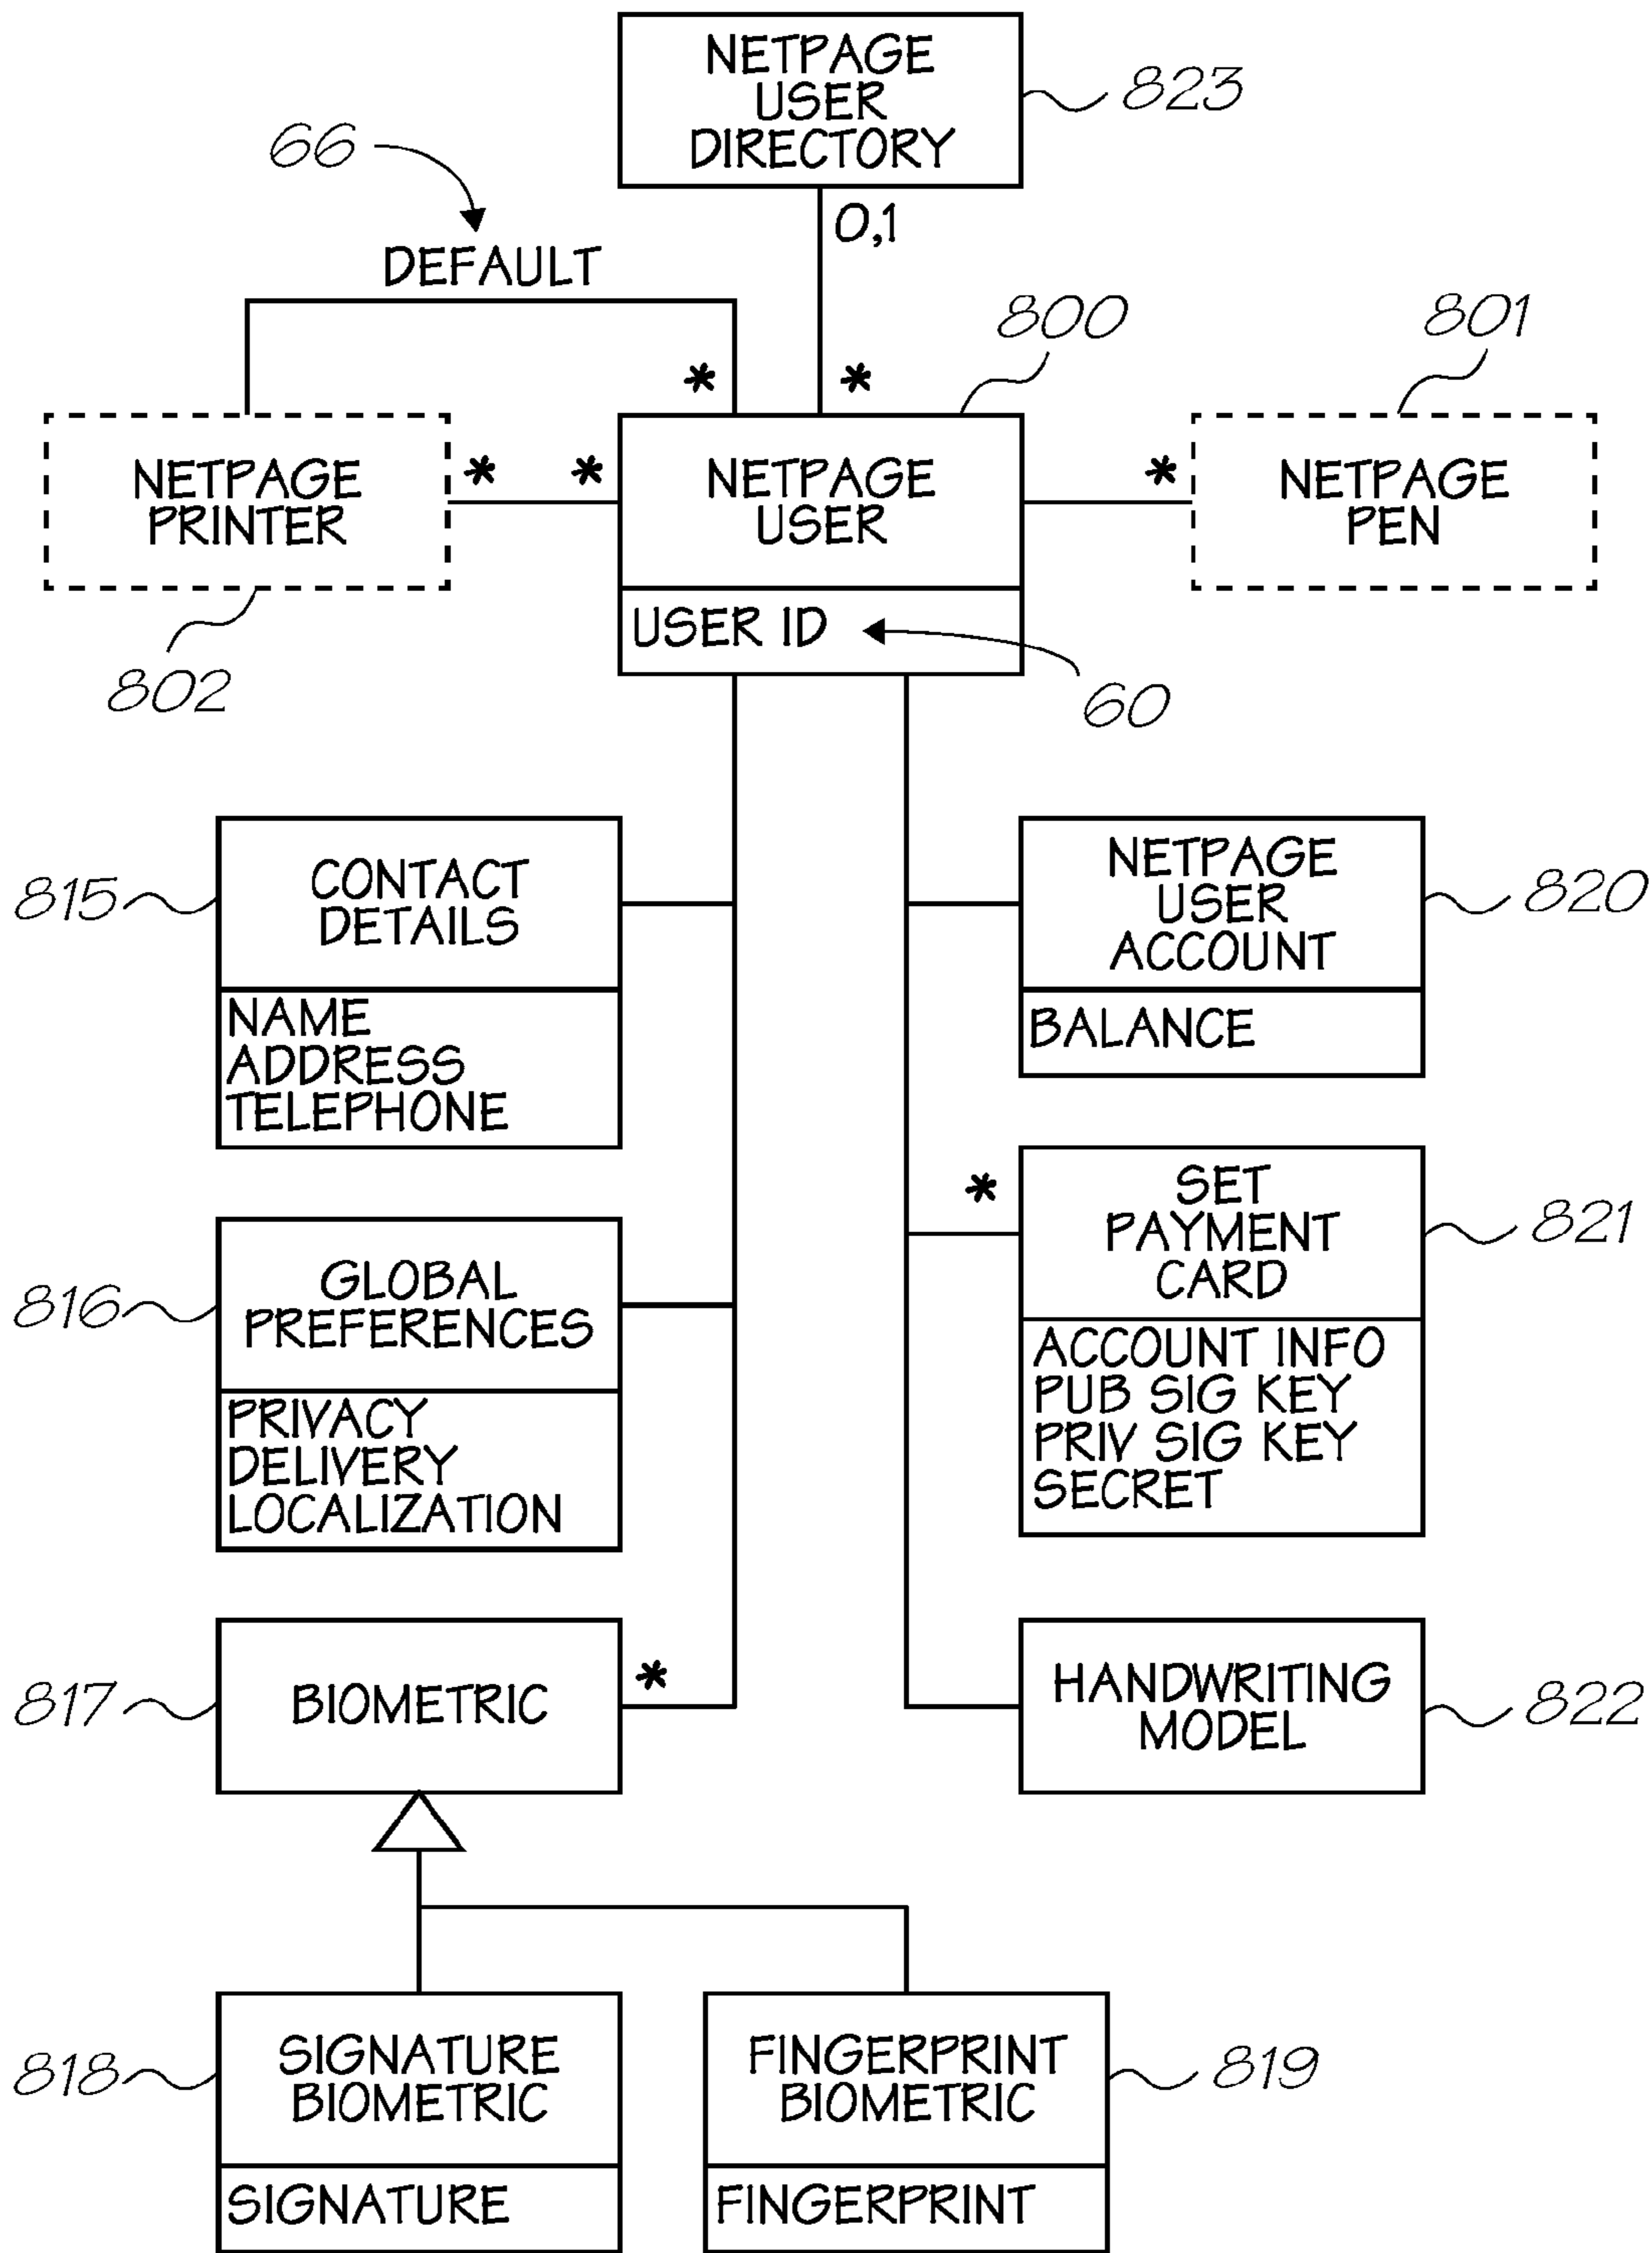 NETPAGE
USER
DIRECTORY
823
66
0,1
DEFAULT
800
801
*
*
NETPAGE
PRINTER
*
*
NETPAGE
USER
*
NETPAGE
PEN
USER ID
802
60
815
CONTACT
DETAILS
NAME
ADDRESS
TELEPHONE
NETPAGE
USER
ACCOUNT
820
BALANCE
816
GLOBAL
PREFERENCES
PRIVACY
DELIVERY
LOCALIZATION
*
SET
PAYMENT
CARD
821
ACCOUNT INFO
PUB SIG KEY
PRIV SIG KEY
SECRET
817
BIOMETRIC
*
HANDWRITING
MODEL
822
818
SIGNATURE
BIOMETRIC
SIGNATURE
FINGERPRINT
BIOMETRIC
819
FINGERPRINT